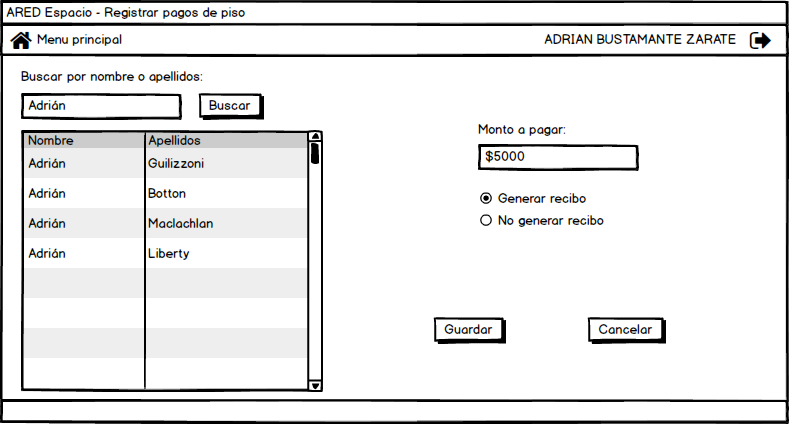 ARED Espacio - Registrar pagos de piso
Menu principal
ADRIAN BUSTAMANTE ZARATE
Buscar por nombre o apellidos:
Adrián
Buscar
Nombre Apellidos
Adrián Guilizzoni
Adrián Botton
Adrián Maclachlan
Adrián Liberty
Monto a pagar:
$5000
Generar recibo
No generar recibo
Guardar
Cancelar